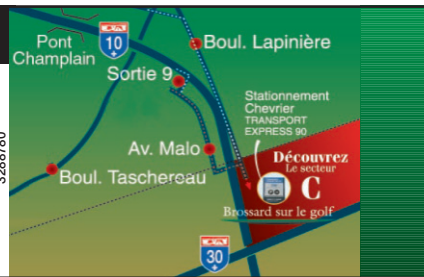 Pont
Champlain
10
Boul. Lapinière
Sortie 9
Stationnement
Chevrier
TRANSPORT
EXPRESS 90
Av. Malo
Découvrez
Le secteur
C
Boul. Taschereau
Brossard sur le golf
30